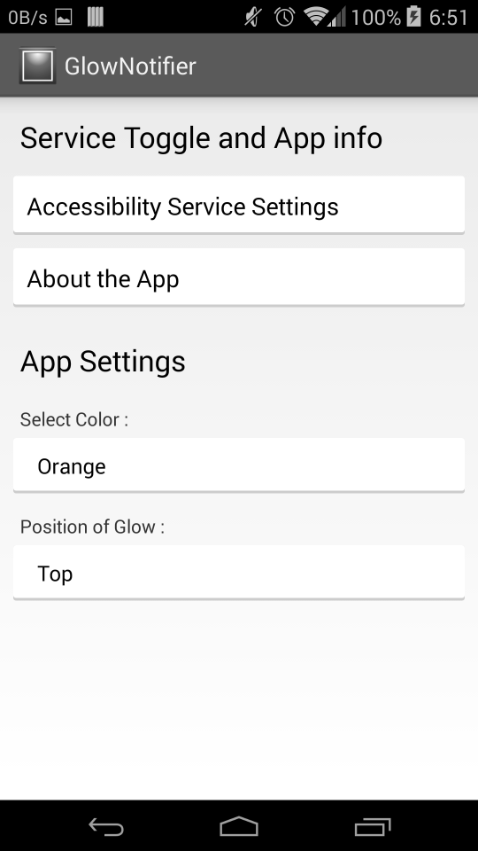 0B/s 100% 6:51
GlowNotifier
Service Toggle and App info
Accessibility Service Settings
About the App
App Settings
Select Color :
Orange
Position of Glow :
Top